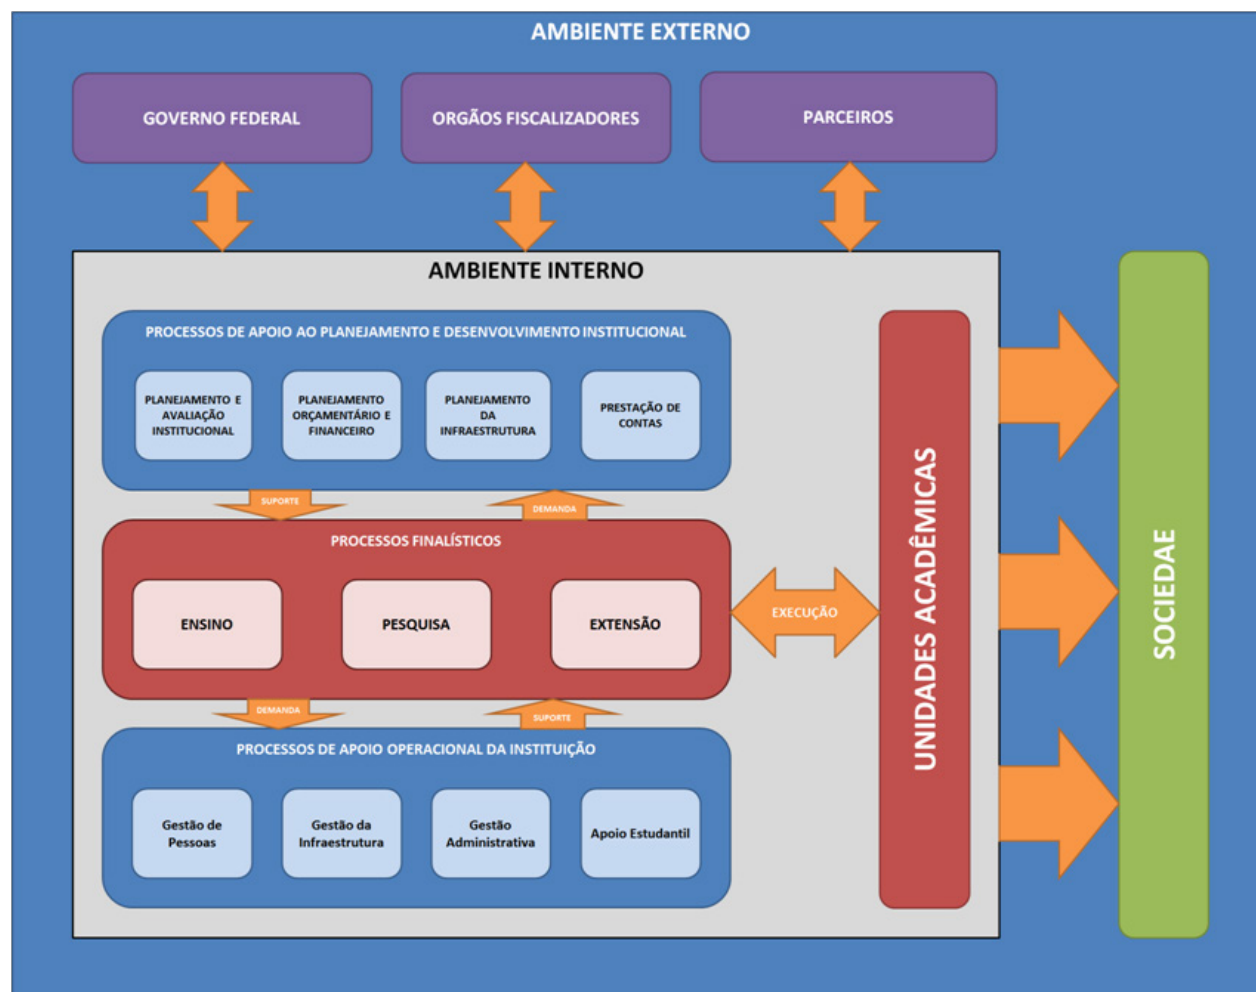 AMBIENTE EXTERNO
GOVERNO FEDERAL
ORGÃOS FISCALIZADORES
PARCEIROS
AMBIENTE INTERNO
PROCESSOS DE APOIO AO PLANEJAMENTO E DESENVOLVIMENTO INSTITUCIONAL
PLANEJAMENTO E
AVALIAÇÃO
INSTITUCIONAL
PLANEJAMENTO
ORÇAMENTÁRIO E
FINANCEIRO
PLANEJAMENTO
DA
INFRAESTRUTURA
PRESTAÇÃO DE
CONTAS
SUPORTE
DEMANDA
PROCESSOS FINALÍSTICOS
ENSINO
PESQUISA
EXTENSÃO
EXECUÇÃO
DEMANDA
SUPORTE
PROCESSOS DE APOIO OPERACIONAL DA INSTITUIÇÃO
Gestão de
Pessoas
Gestão da
Infraestrutura
Gestão
Administrativa
Apoio Estudantil
UNIDADES ACADÊMICAS
SOCIEDAE